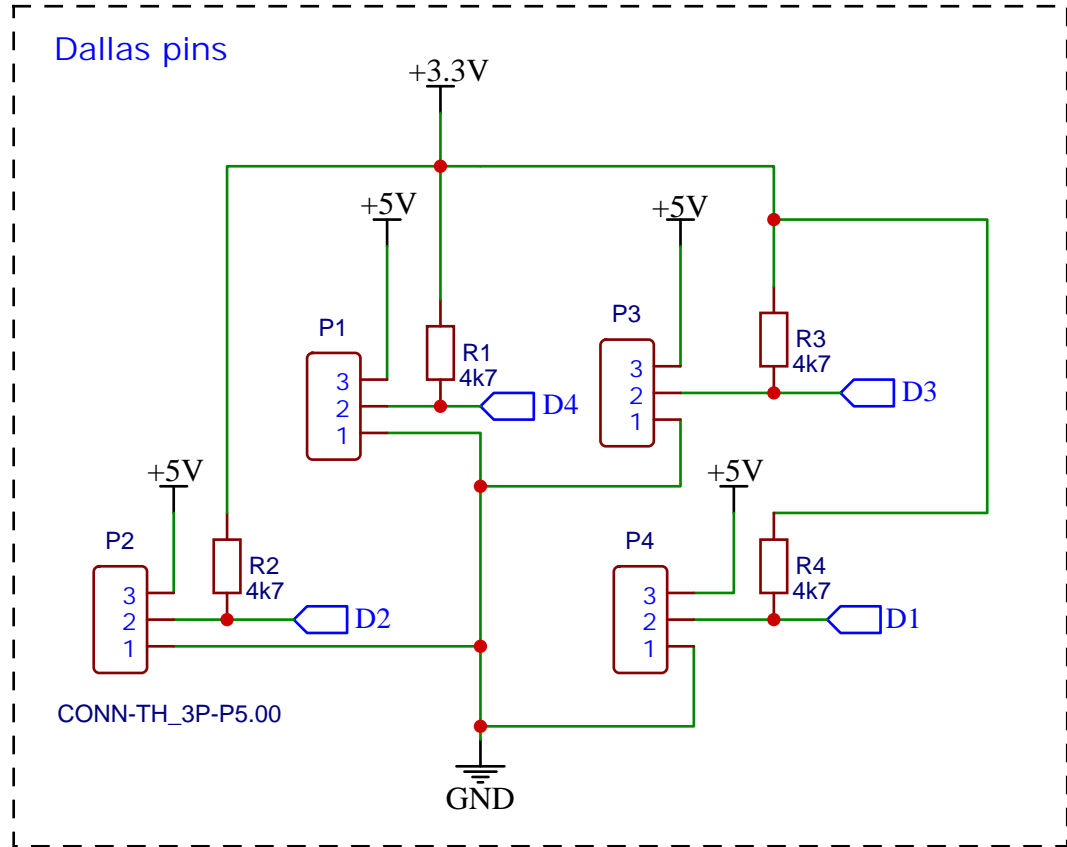 Dallas pins
+3.3V
+5V
+5V
P1
P3
R1
4k7
R3
4k7
3
2
1
D4
3
2
1
D3
+5V
+5V
P2
P4
R2
4k7
R4
4k7
3
2
1
D2
3
2
1
D1
CONN-TH_3P-P5.00
GND